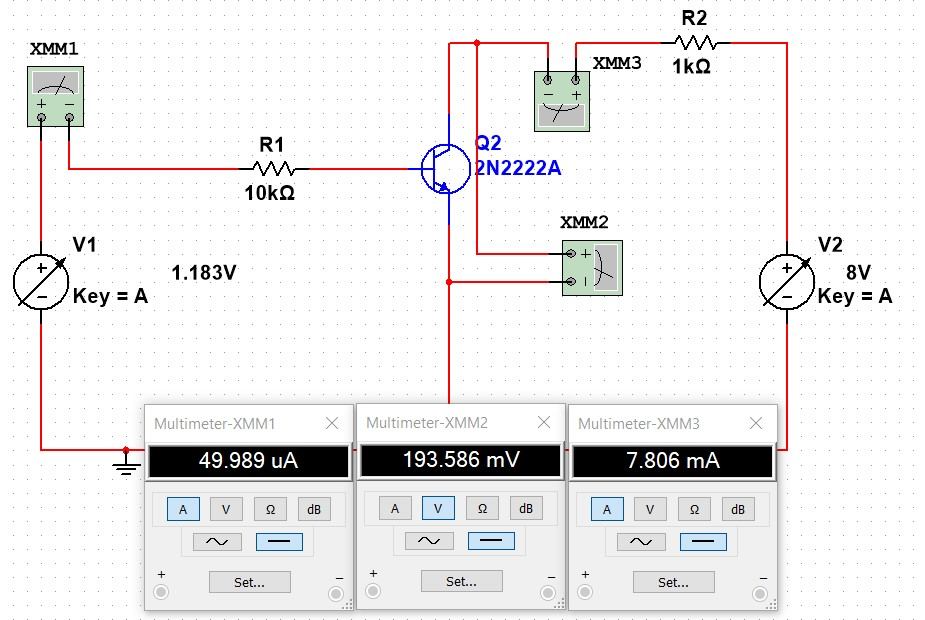 XMM1
+ −
R1
10kΩ
Q2
2N2222A
− +
XMM3
R2
1kΩ
XMM2
+
−
V1
+
−
Key = A
1.183V
V2
+
−
8V
Key = A
Multimeter-XMM1
49.989 uA
A V Ω dB
+ Set... −
Multimeter-XMM2
193.586 mV
A V Ω dB
+ Set... −
Multimeter-XMM3
7.806 mA
A V Ω dB
+ Set... −